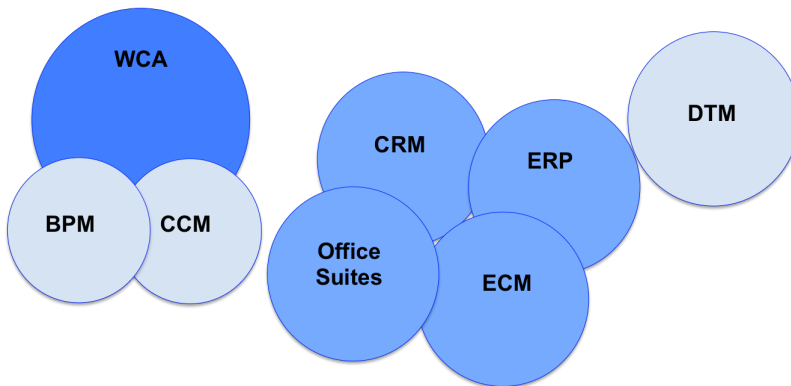 WCA
BPM
CCM
CRM
ERP
Office
Suites
ECM
DTM